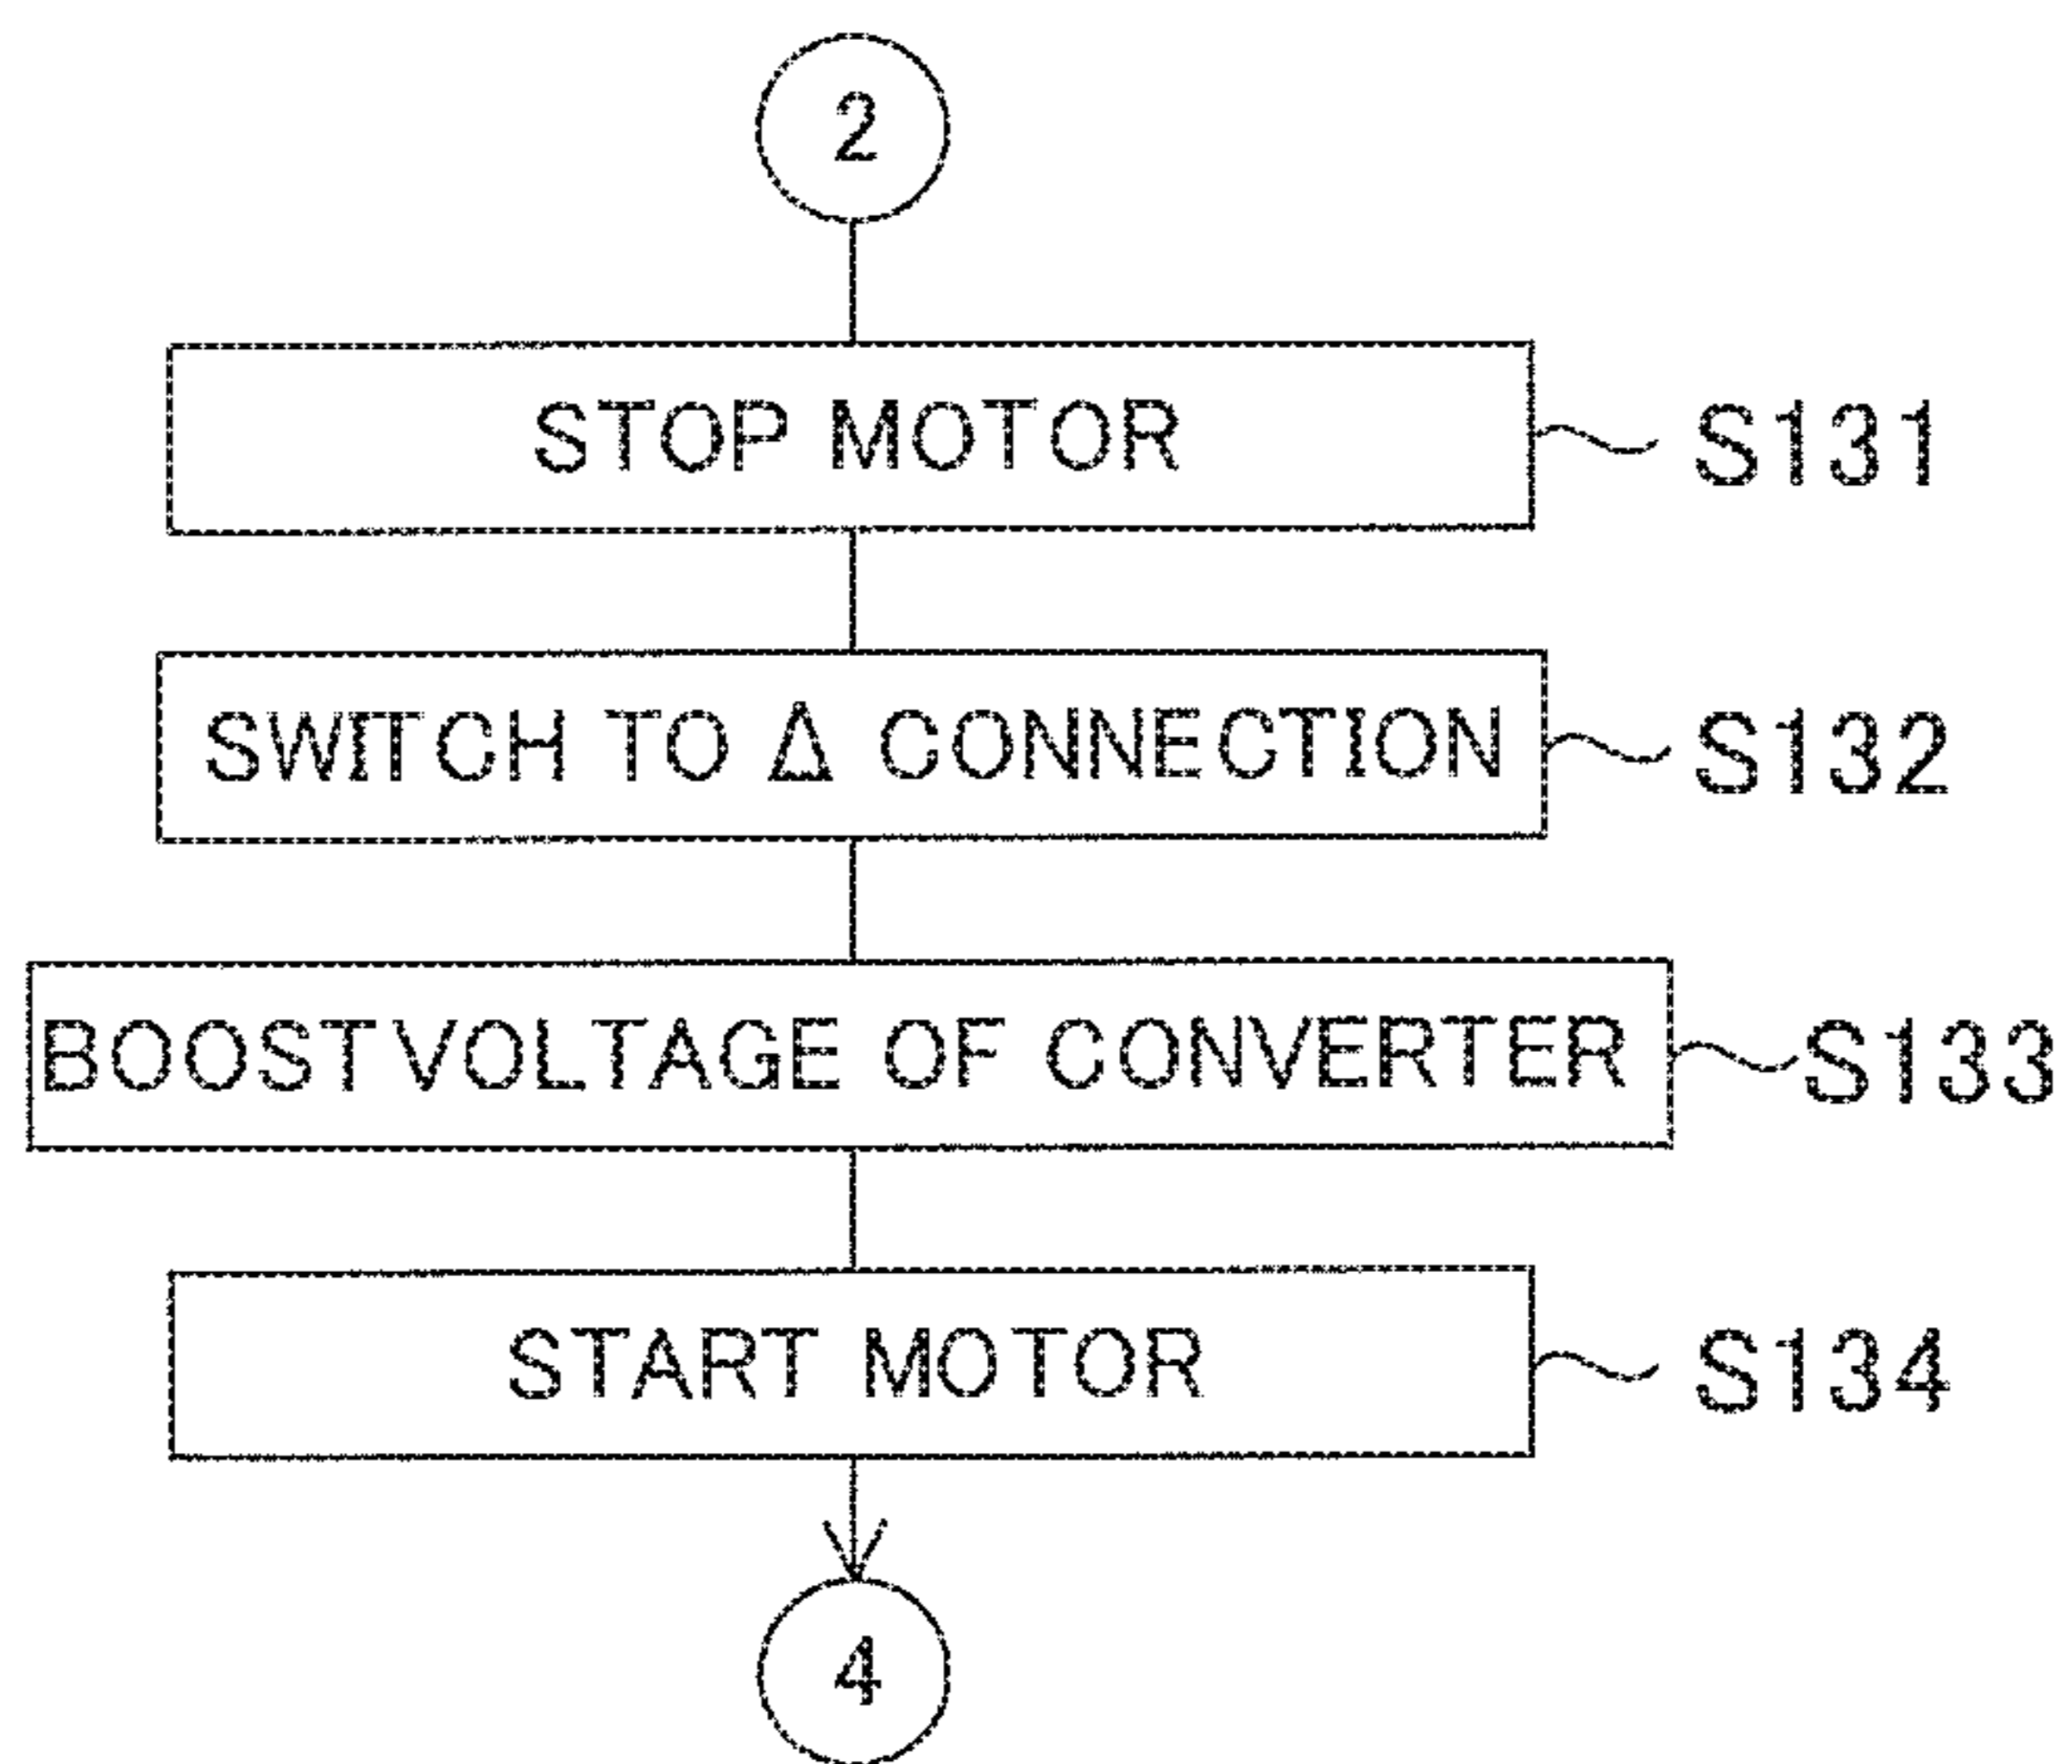 2
STOP MOTOR
S131
SWITCH TO Δ CONNECTION
S132
BOOST VOLTAGE OF CONVERTER
S133
START MOTOR
S134
4